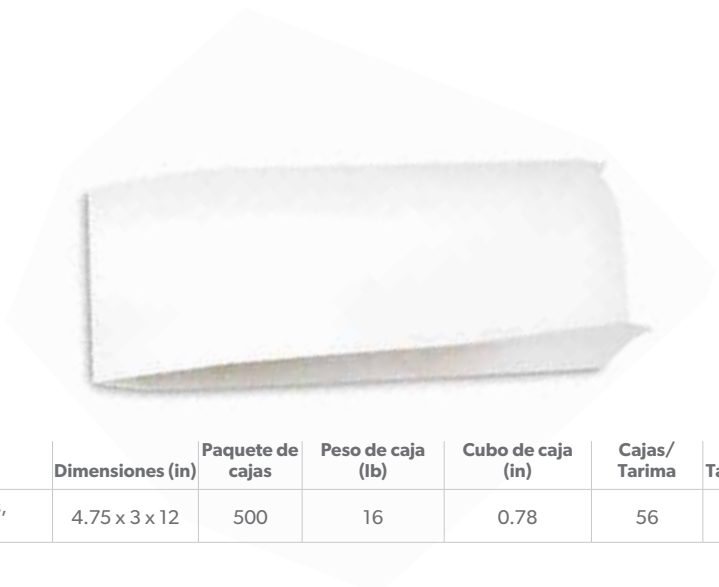 Dimensiones (in)
Paquete de
cajas
Peso de caja
(lb)
Cubo de caja
(in)
Cajas/
Tarima
4.75 x 3 x 12
500
16
0.78
56